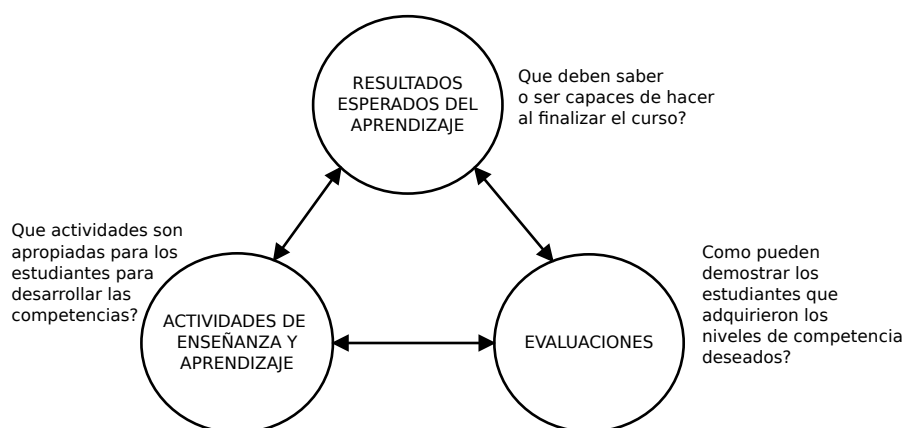 RESULTADOS
ESPERADOS DEL
APRENDIZAJE
Que deben saber
o ser capaces de hacer
al finalizar el curso?
Que actividades son
apropiadas para los
estudiantes para
desarrollar las
competencias?
ACTIVIDADES DE
ENSEÑANZA Y
APRENDIZAJE
EVALUACIONES
Como pueden
demostrar los
estudiantes que
adquirieron los
niveles de competencia
deseados?